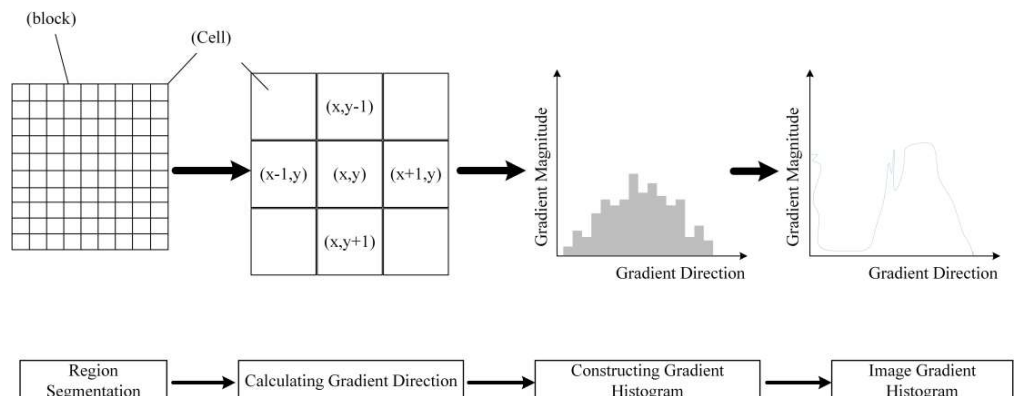 (block)
(Cell)
(x,y-1)
(x-1,y)
(x,y)
(x+1,y)
(x,y+1)
Gradient Magnitude
Gradient Direction
Gradient Magnitude
Gradient Direction
Region
Segmentation
Calculating Gradient Direction
Constructing Gradient
Histogram
Image Gradient
Histogram